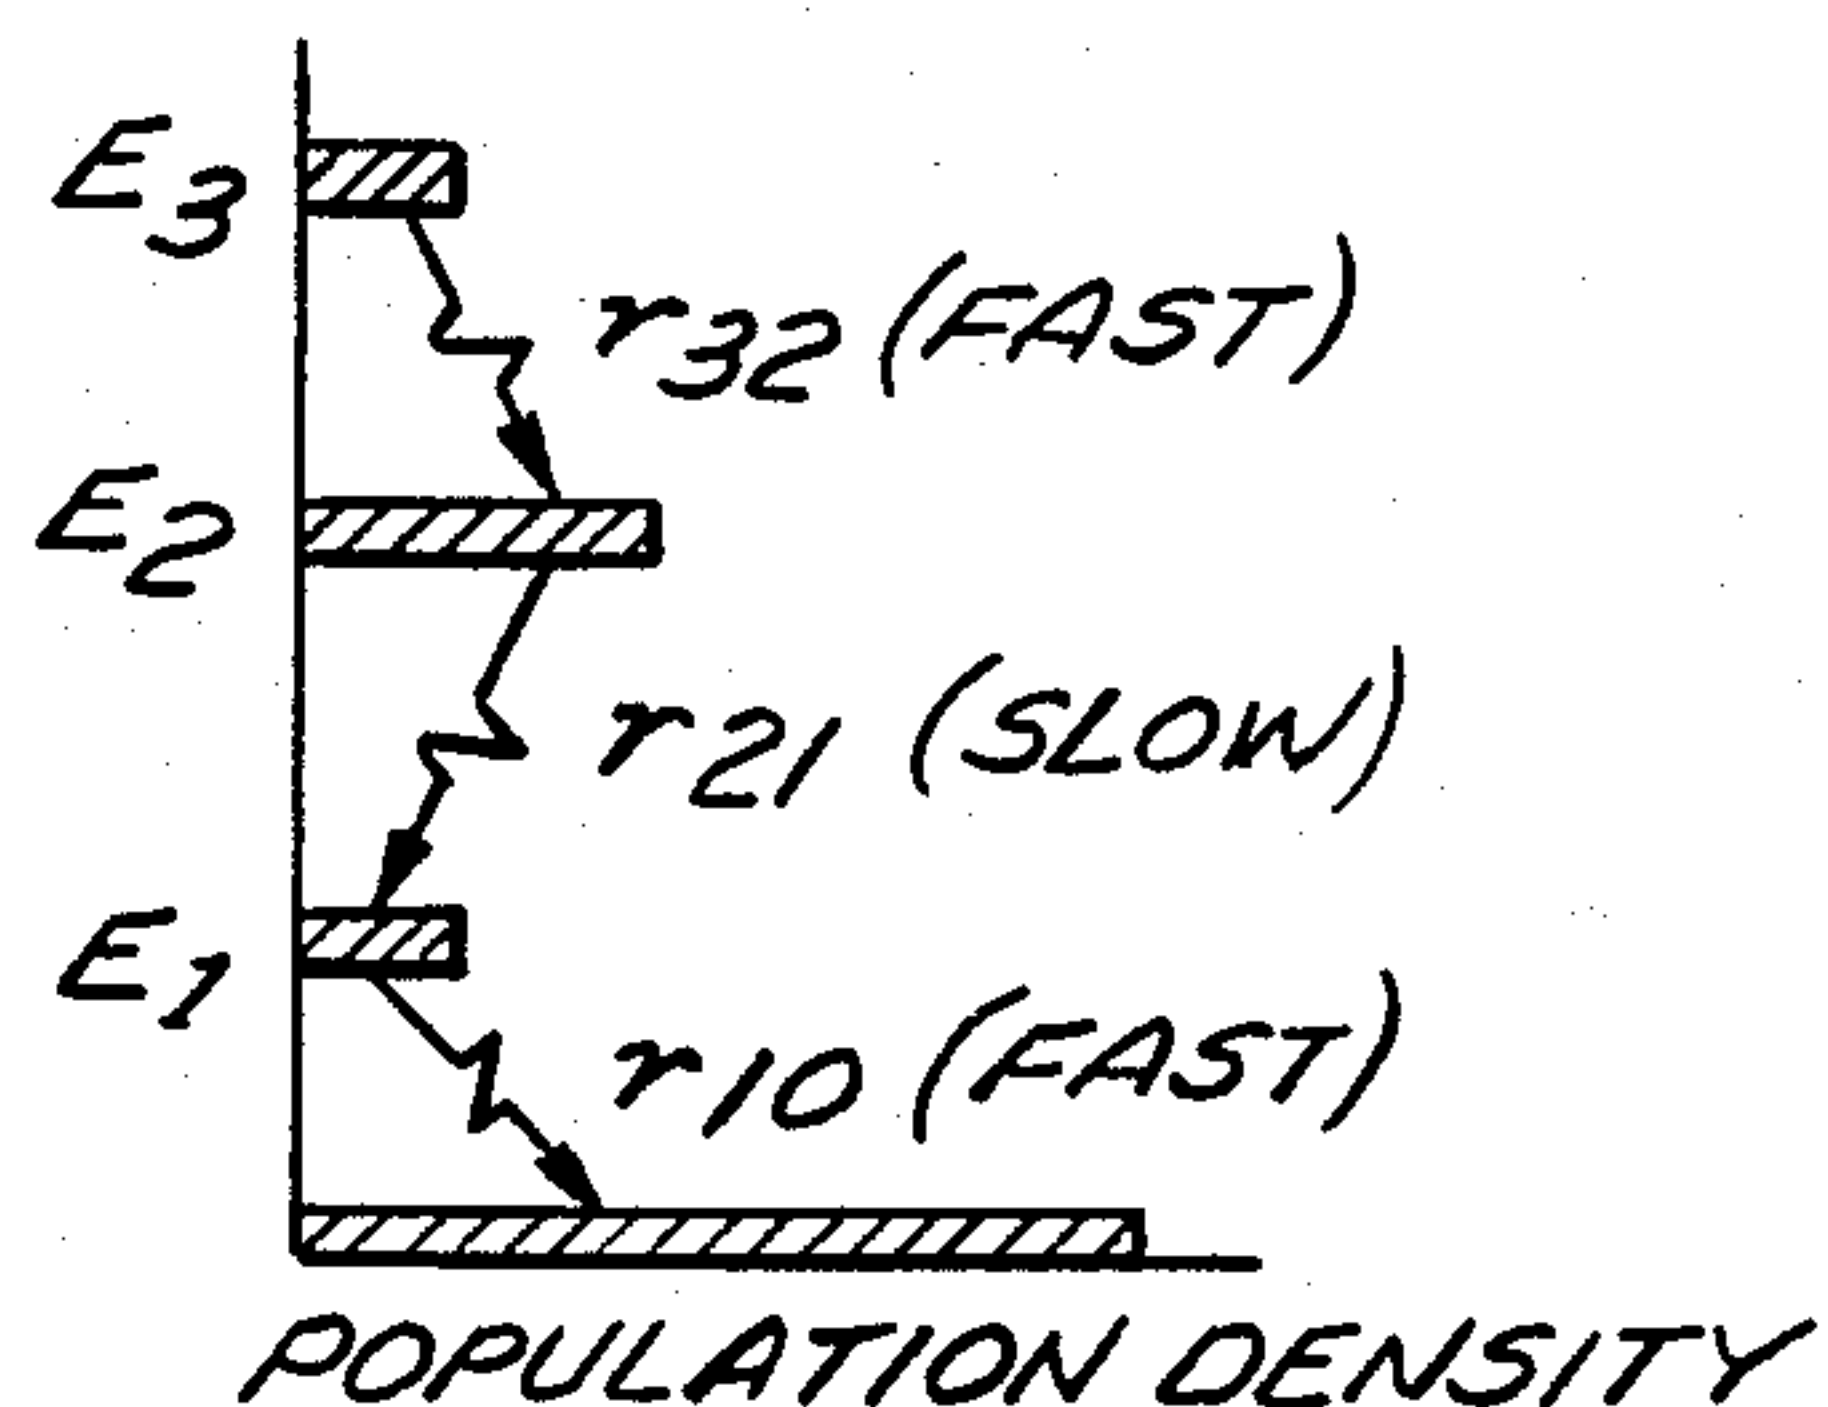 E3
r32 (FAST)
E2
r21 (SLOW)
E1
r10 (FAST)
POPULATION DENSITY